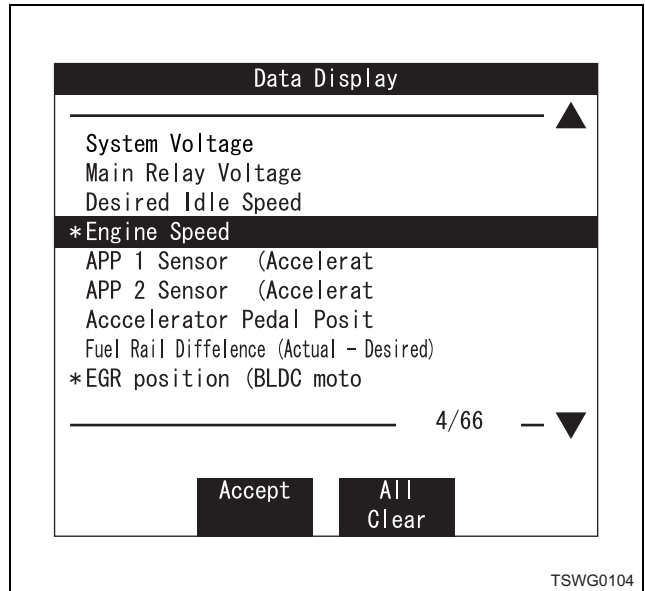 Data Display
System Voltage
Main Relay Voltage
Desired Idle Speed
*Engine Speed
APP 1 Sensor (Accelerat
APP 2 Sensor (Accelerat
Acccelerator Pedal Posit
Fuel Rail Diffelence (Actual - Desired)
*EGR position (BLDC moto
4/66
Accept
All
Clear
TSWG0104